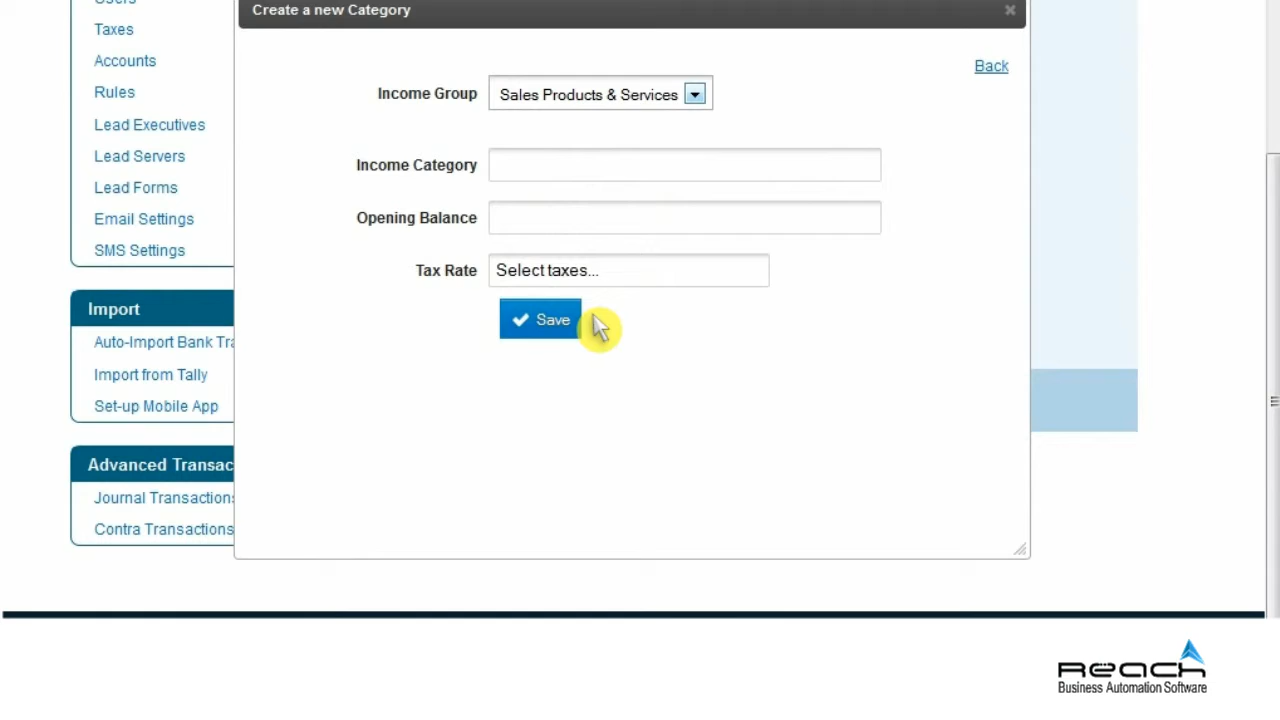 Create a new Category
Users
Taxes
Accounts
Rules
Lead Executives
Lead Servers
Lead Forms
Email Settings
SMS Settings
Import
Auto-Import Bank Tra
Import from Tally
Set-up Mobile App
Advanced Transac
Journal Transactions
Contra Transactions
Back
Income Group
Sales Products & Services
Income Category
Opening Balance
Tax Rate
Select taxes...
Save
Reach
Business Automation Software